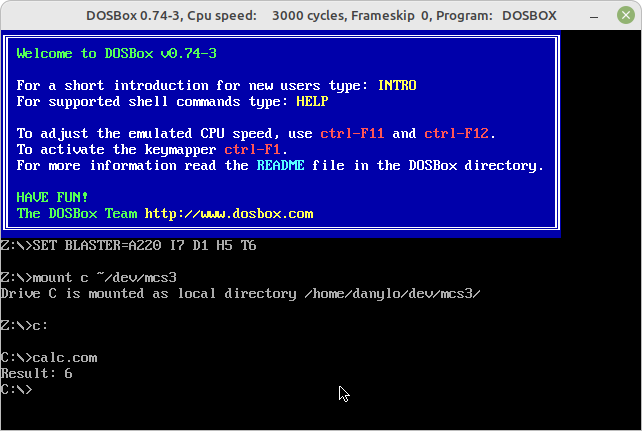 DOSBox 0.74-3, Cpu speed: 3000 cycles, Frameskip 0, Program: DOSBOX
Welcome to DOSBox v0.74-3
For a short introduction for new users type: INTRO
For supported shell commands type: HELP
To adjust the emulated CPU speed, use ctrl-F11 and ctrl-F12.
To activate the keymapper ctrl-F1.
For more information read the README file in the DOSBox directory.
HAVE FUN!
The DOSBox Team http://www.dosbox.com
Z:\>SET BLASTER=A220 I7 D1 H5 T6
Z:\>mount c ~/dev/mcs3
Drive C is mounted as local directory /home/danylo/dev/mcs3/
Z:\>c:
C:\>calc.com
Result: 6
C:\>